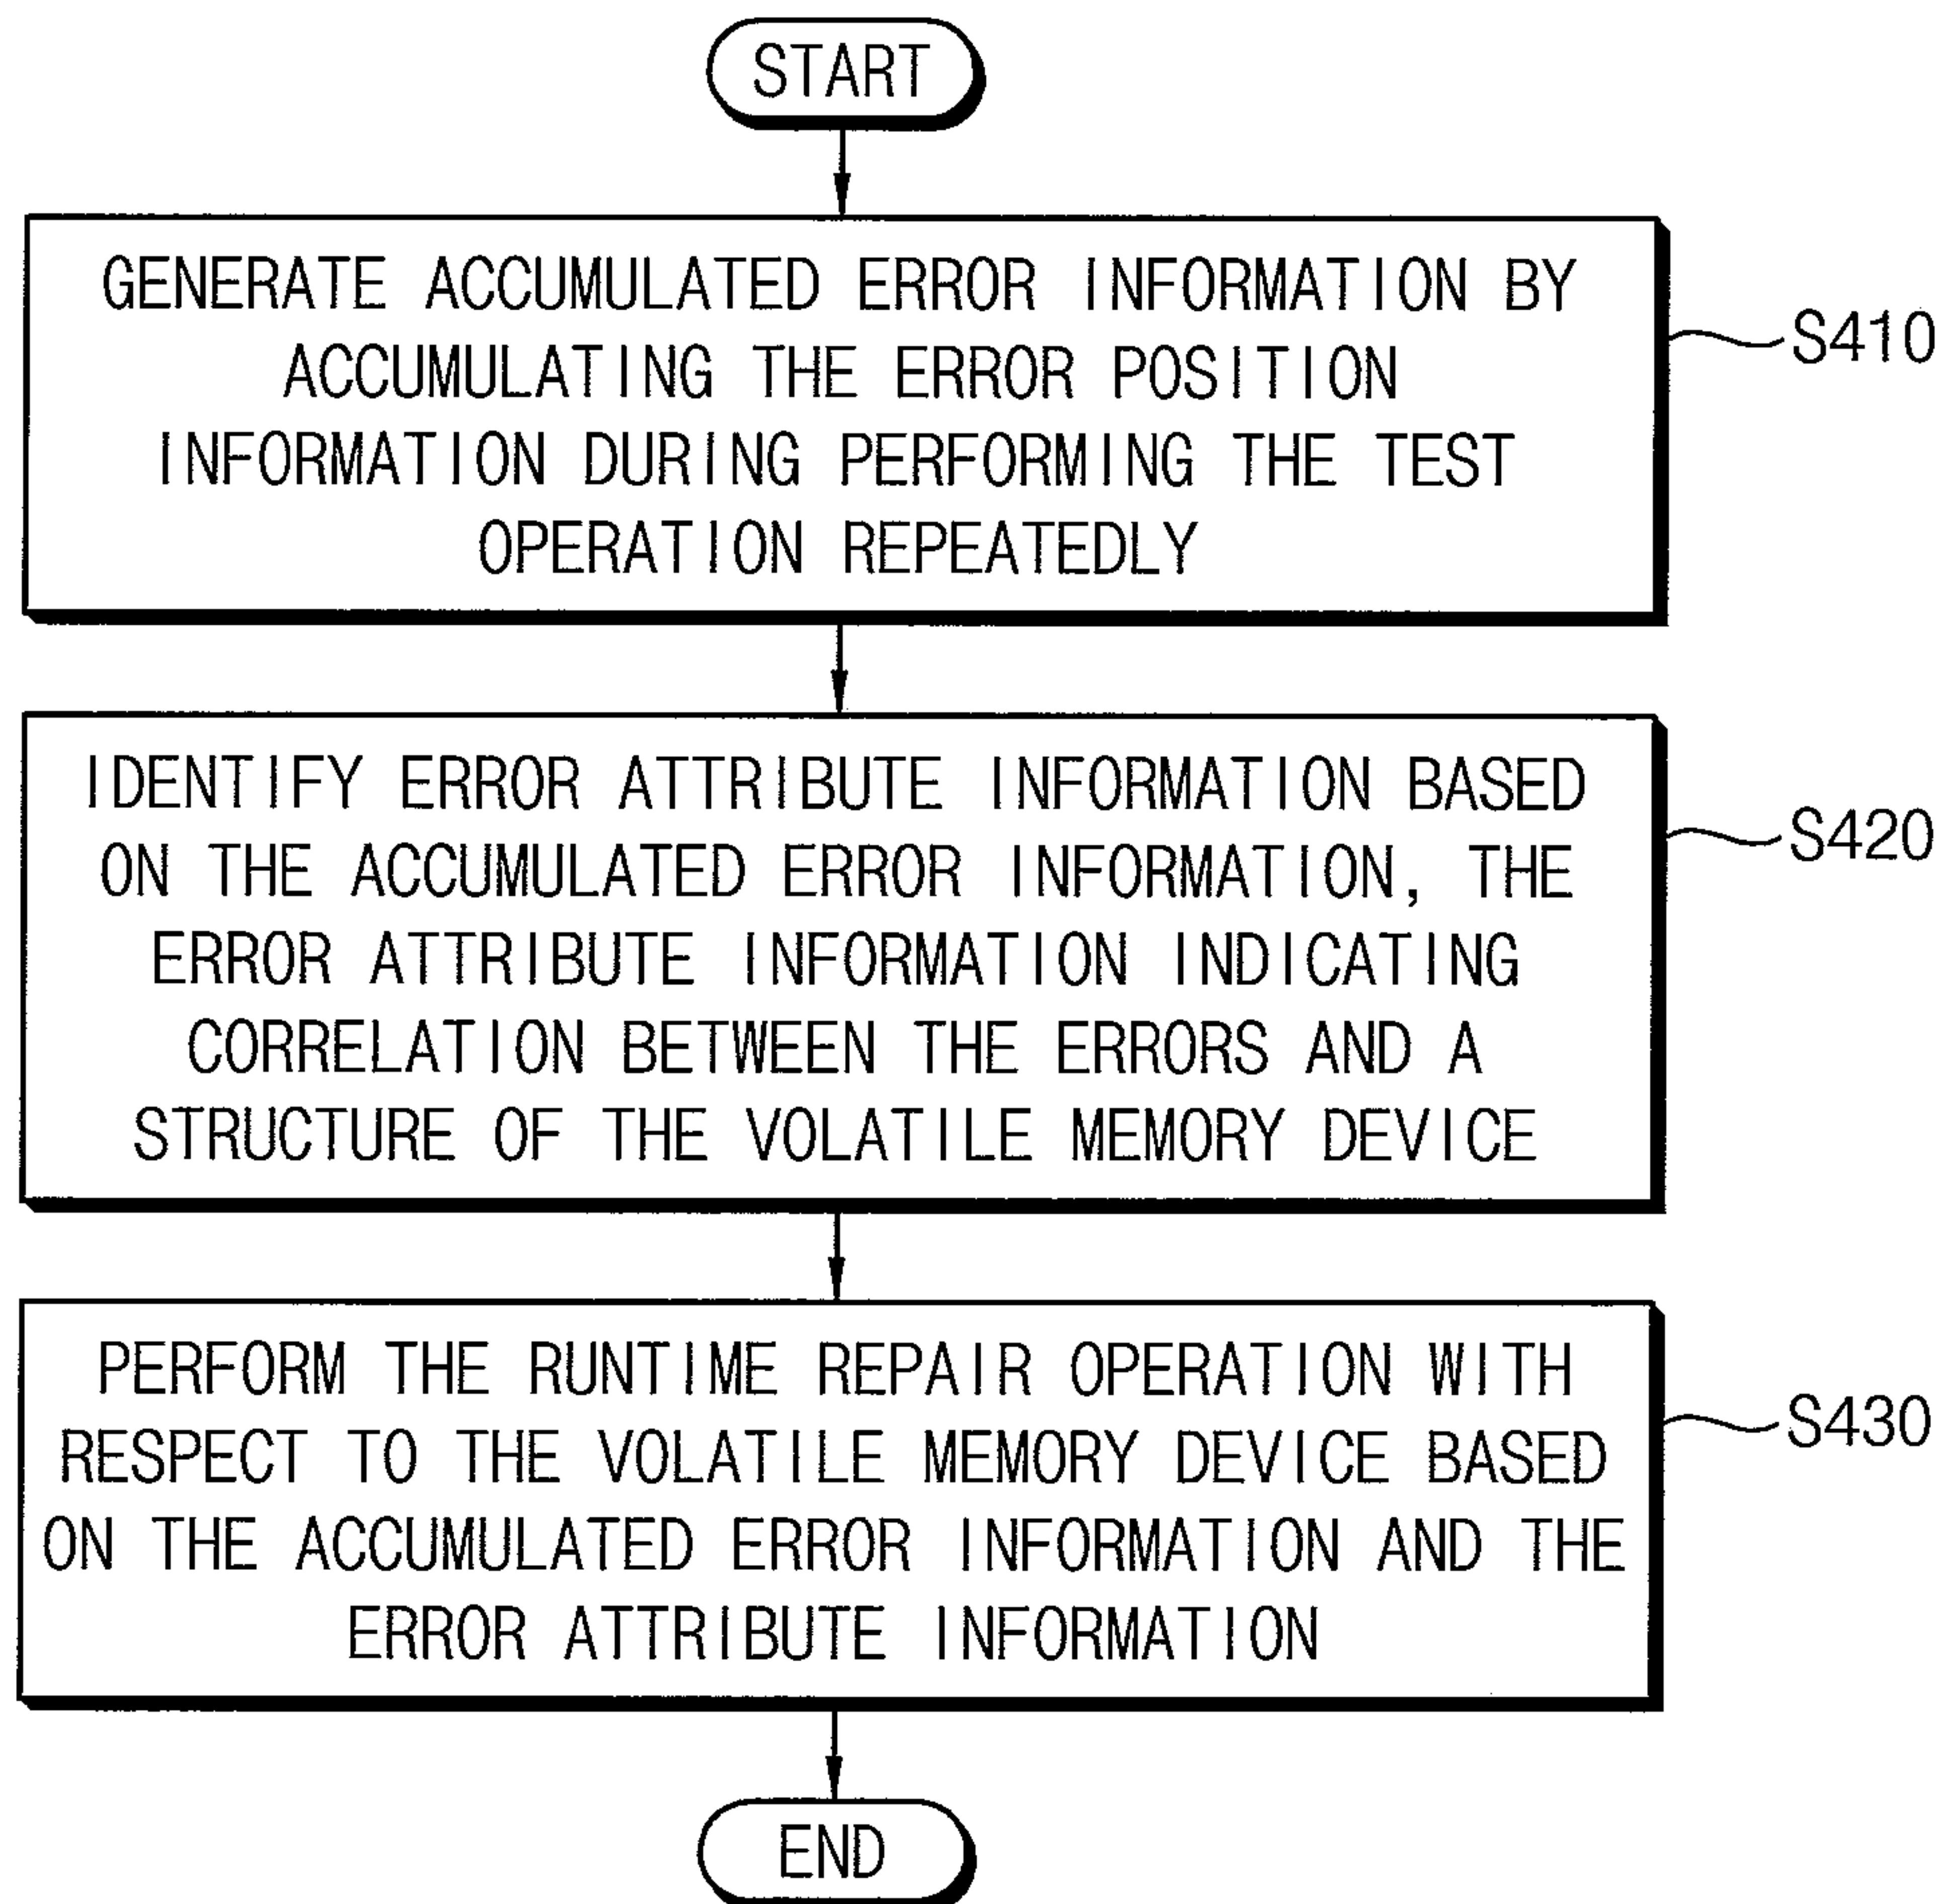 START
GENERATE ACCUMULATED ERROR INFORMATION BY
ACCUMULATING THE ERROR POSITION
INFORMATION DURING PERFORMING THE TEST
OPERATION REPEATEDLY
S410
IDENTIFY ERROR ATTRIBUTE INFORMATION BASED
ON THE ACCUMULATED ERROR INFORMATION, THE
ERROR ATTRIBUTE INFORMATION INDICATING
CORRELATION BETWEEN THE ERRORS AND A
STRUCTURE OF THE VOLATILE MEMORY DEVICE
S420
PERFORM THE RUNTIME REPAIR OPERATION WITH
RESPECT TO THE VOLATILE MEMORY DEVICE BASED
ON THE ACCUMULATED ERROR INFORMATION AND THE
ERROR ATTRIBUTE INFORMATION
S430
END